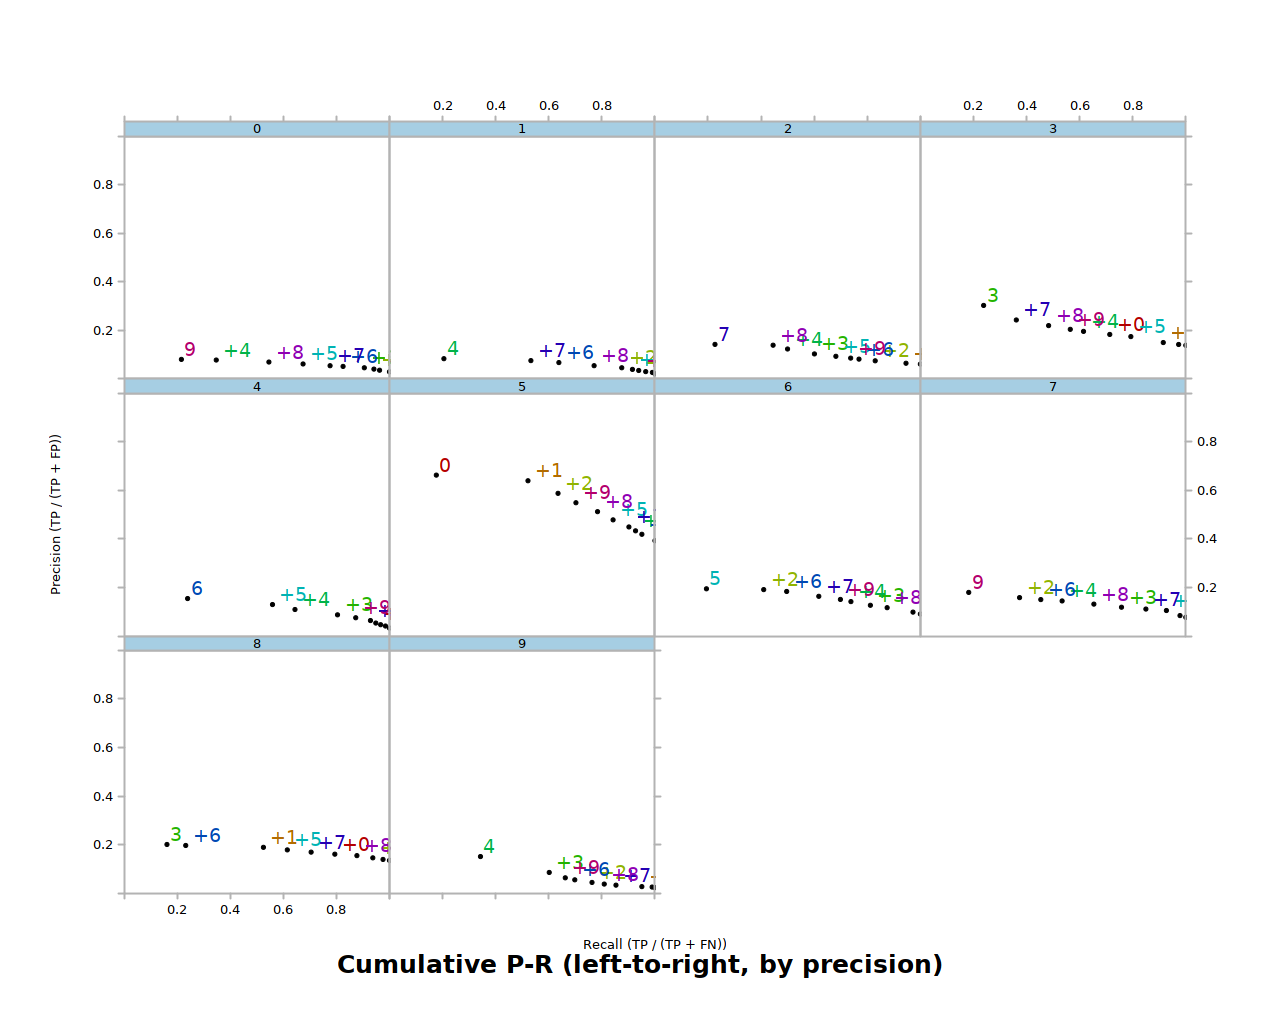 0.2 0.4 0.6 0.8 0.2 0.4 0.6 0.8
0 1 2 3
0.8
0.6
0.4
0.2
9 +4 +8 +5 +7 +6
4 +7 +6 +8 +2
7 +8 +4 +3 +5 +9 +6 +2
3 +7 +8 +9 +4 +0 +5 +
4 5 6 7
0.8
0.6
0.4
0.2
6 +5 +4 +3 +9
0 +1 +2 +9 +8 +5
5 +2 +6 +7 +9 +4 +3 +8
9 +2 +6 +4 +8 +3 +7 +
8 9
0.8
0.6
0.4
0.2
3 +6 +1 +5 +7 +0 +8
4 +3 +9 +6 +2 +8 +7
0.2 0.4 0.6 0.8
Precision (TP / (TP + FP))
Recall (TP / (TP + FN))
Cumulative P-R (left-to-right, by precision)